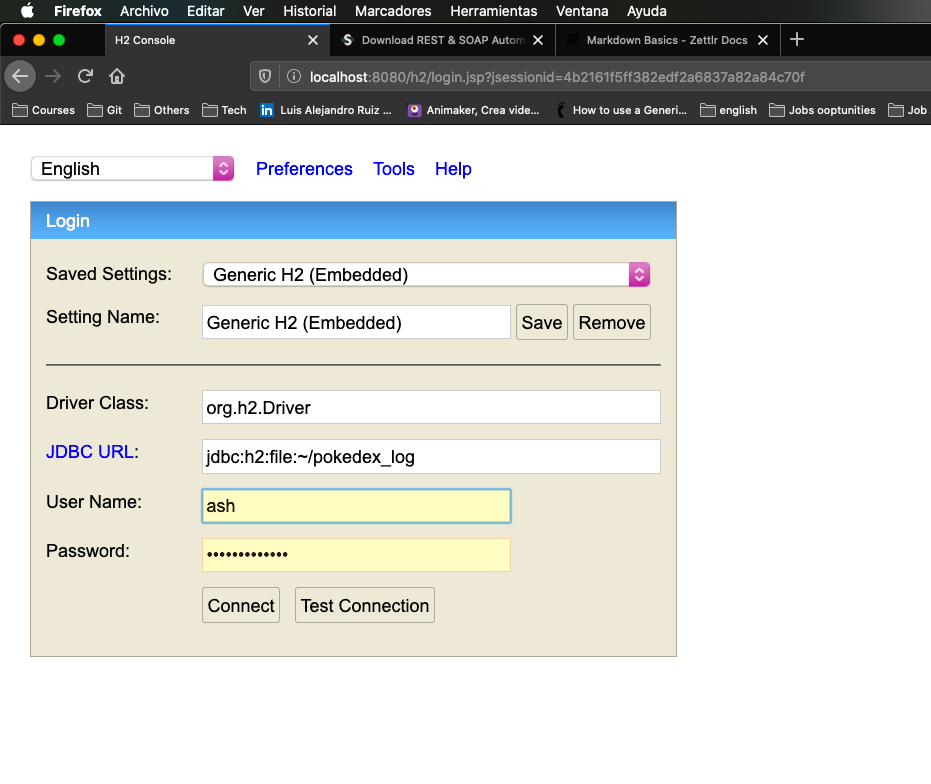 Firefox Archivo Editar Ver Historial Marcadores Herramientas Ventana Ayuda
H2 Console Download REST & SOAP Autom Markdown Basics - Zettlr Docs
localhost:8080/h2/login.jsp?jsessionid=4b2161f5ff382edf2a6837a82a84c70f
Courses Git Others Tech in Luis Alejandro Ruiz ... Animaker, Crea vide... How to use a Generi... english Jobs ooptunities Job
English Preferences Tools Help
Login
Saved Settings: Generic H2 (Embedded)
Setting Name: Generic H2 (Embedded) Save Remove
Driver Class: org.h2.Driver
JDBC URL: jdbc:h2:file:~/pokedex_log
User Name: ash
Password: •••••••••••••
Connect Test Connection